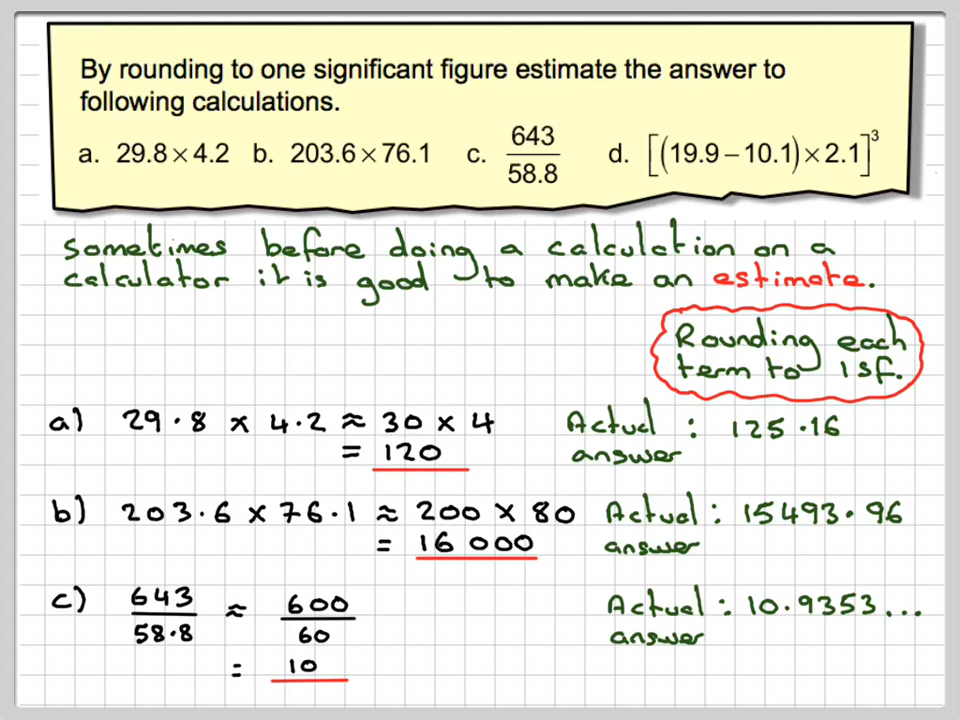 By rounding to one significant figure estimate the answer to
following calculations.
a. 29.8 × 4.2 b. 203.6 × 76.1 c. 643/58.8 d. [(19.9 – 10.1) × 2.1]³
Sometimes before doing a calculation on a
calculator it is good to make an estimate.
Rounding each
term to 1 sf.
a) 29.8 × 4.2 ≈ 30 × 4 Actual : 125.16
= 120 answer
b) 203.6 × 76.1 ≈ 200 × 80 Actual : 15493.96
= 16 000 answer
c) 643/58.8 ≈ 600/60 Actual : 10.9353...
answer
= 10